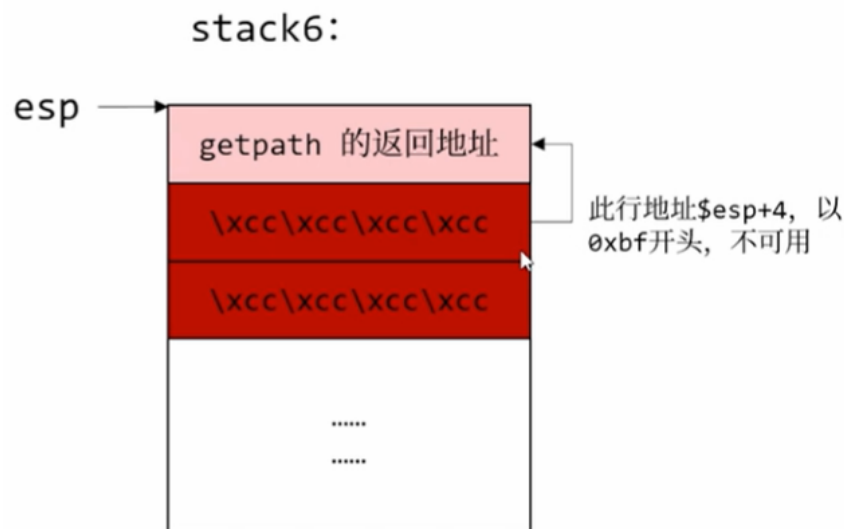 stack6:
esp
getpath 的返回地址
\xcc\xcc\xcc\xcc
此行地址$esp+4, 以
0xbf开头, 不可用
\xcc\xcc\xcc\xcc
……
……